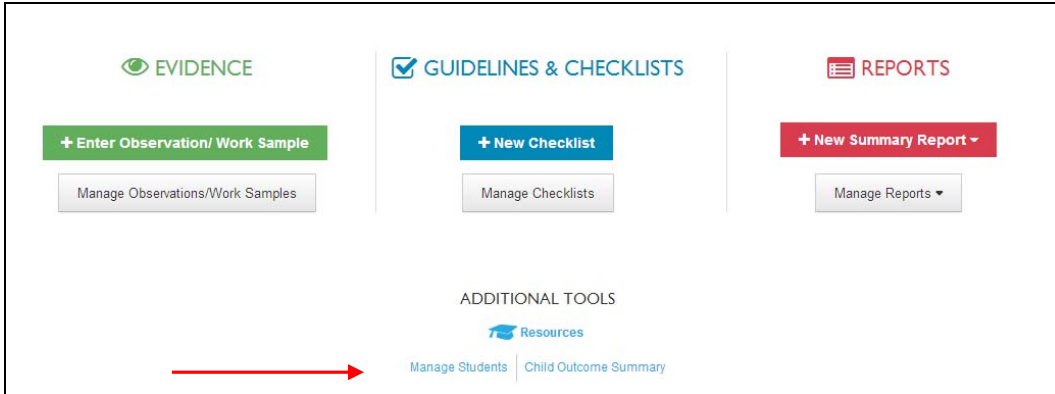 EVIDENCE
GUIDELINES & CHECKLISTS
REPORTS
+ Enter Observation/ Work Sample
+ New Checklist
+ New Summary Report
Manage Observations/Work Samples
Manage Checklists
Manage Reports
ADDITIONAL TOOLS
Resources
Manage Students
Child Outcome Summary